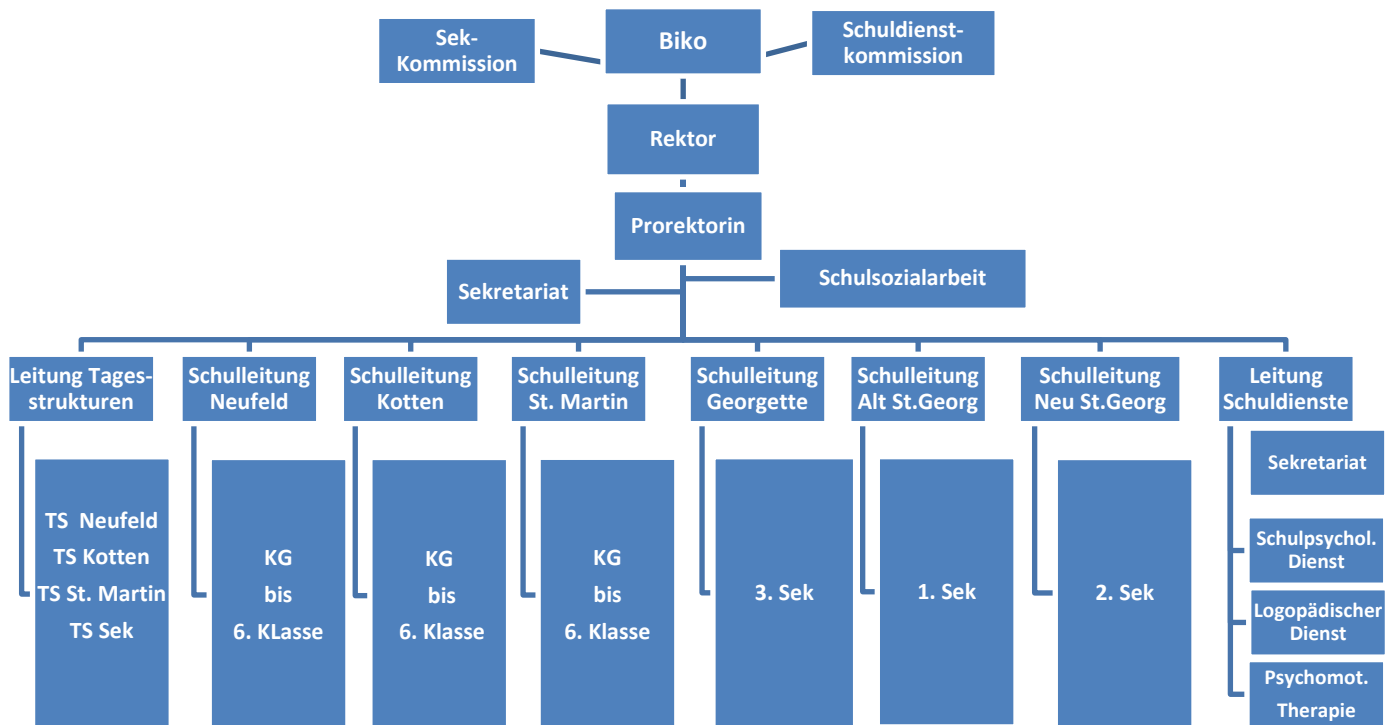 Sek-
Kommission
Biko
Schuldienst-
kommission
Rektor
Prorektorin
Sekretariat
Schulsozialarbeit
Leitung Tages-
strukturen
Schulleitung
Neufeld
Schulleitung
Kotten
Schulleitung
St. Martin
Schulleitung
Georgette
Schulleitung
Alt St.Georg
Schulleitung
Neu St.Georg
Leitung
Schuldienste
TS Neufeld
TS Kotten
TS St. Martin
TS Sek
KG
bis
6. KLasse
KG
bis
6. Klasse
KG
bis
6. Klasse
3. Sek
1. Sek
2. Sek
Sekretariat
Schulpsychol.
Dienst
Logopädischer
Dienst
Psychomot.
Therapie